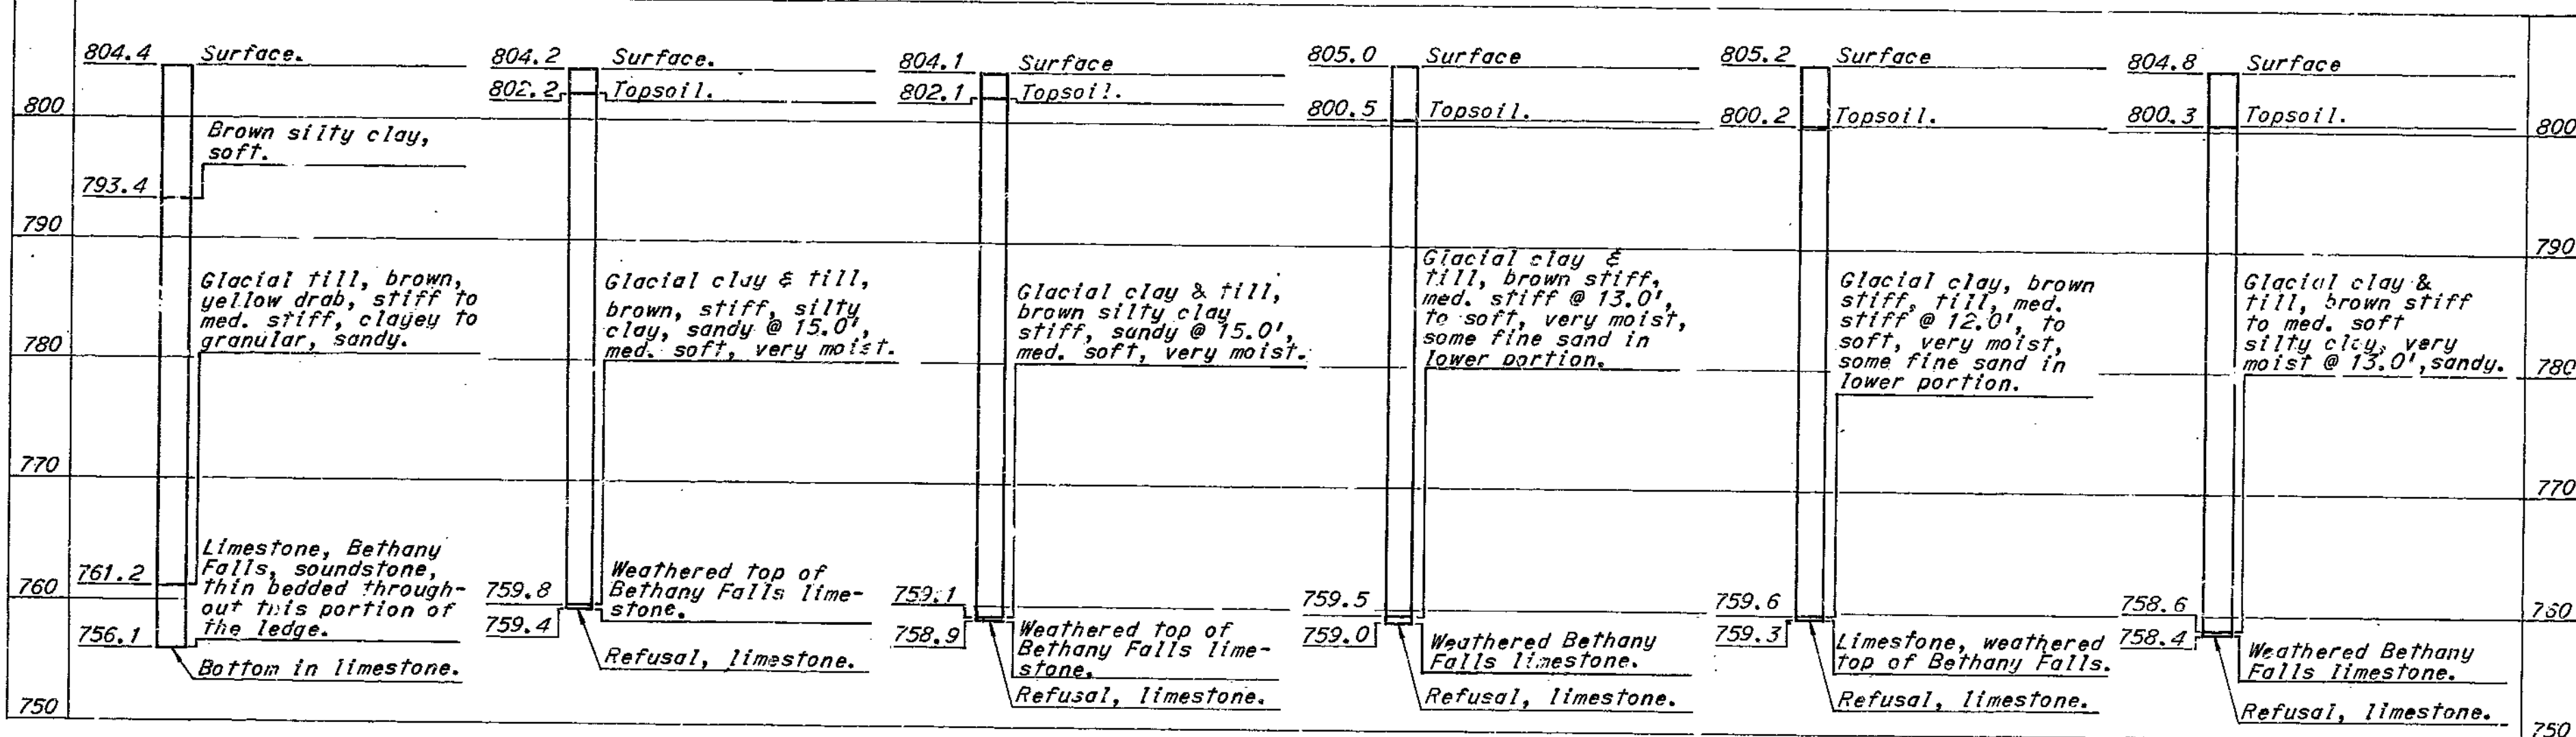 804.4 Surface.
800
Brown silty clay,
soft.
793.4
790
Glacial till, brown,
yellow drab, stiff to
med. stiff, clayey to
granular, sandy.
780
770
Limestone, Bethany
Falls, soundstone,
thin bedded through-
out this portion of
the ledge.
761.2
760
756.1
Bottom in limestone.
750
804.2 Surface.
802.2 Topsoil.
Glacial clay & till,
brown, stiff, silty
clay, sandy @ 15.0',
med. soft, very moist.
Weathered top of
Bethany Falls lime-
stone.
759.8
759.4
Refusal, limestone.
804.1 Surface
802.1 Topsoil.
Glacial clay & till,
brown silty clay
stiff, sandy @ 15.0',
med. soft, very moist.
759.1
758.9
Weathered top of
Bethany Falls lime-
stone.
Refusal, limestone.
805.0 Surface
800.5 Topsoil.
Glacial clay &
till, brown stiff,
med. stiff @ 13.0',
to soft, very moist,
some fine sand in
lower portion.
759.5
759.0
Weathered Bethany
Falls limestone.
Refusal, limestone.
805.2 Surface
800.2 Topsoil.
Glacial clay, brown
stiff, till, med.
stiff @ 12.0', to
soft, very moist,
some fine sand in
lower portion.
759.6
759.3
Limestone, weathered
top of Bethany Falls.
Refusal, limestone.
804.8 Surface
800.3 Topsoil.
Glacial clay &
till, brown stiff
to med. soft
silty clay, very
moist @ 13.0', sandy.
758.6
758.4
Weathered Bethany
Falls limestone.
Refusal, limestone.
800
790
780
770
760
750